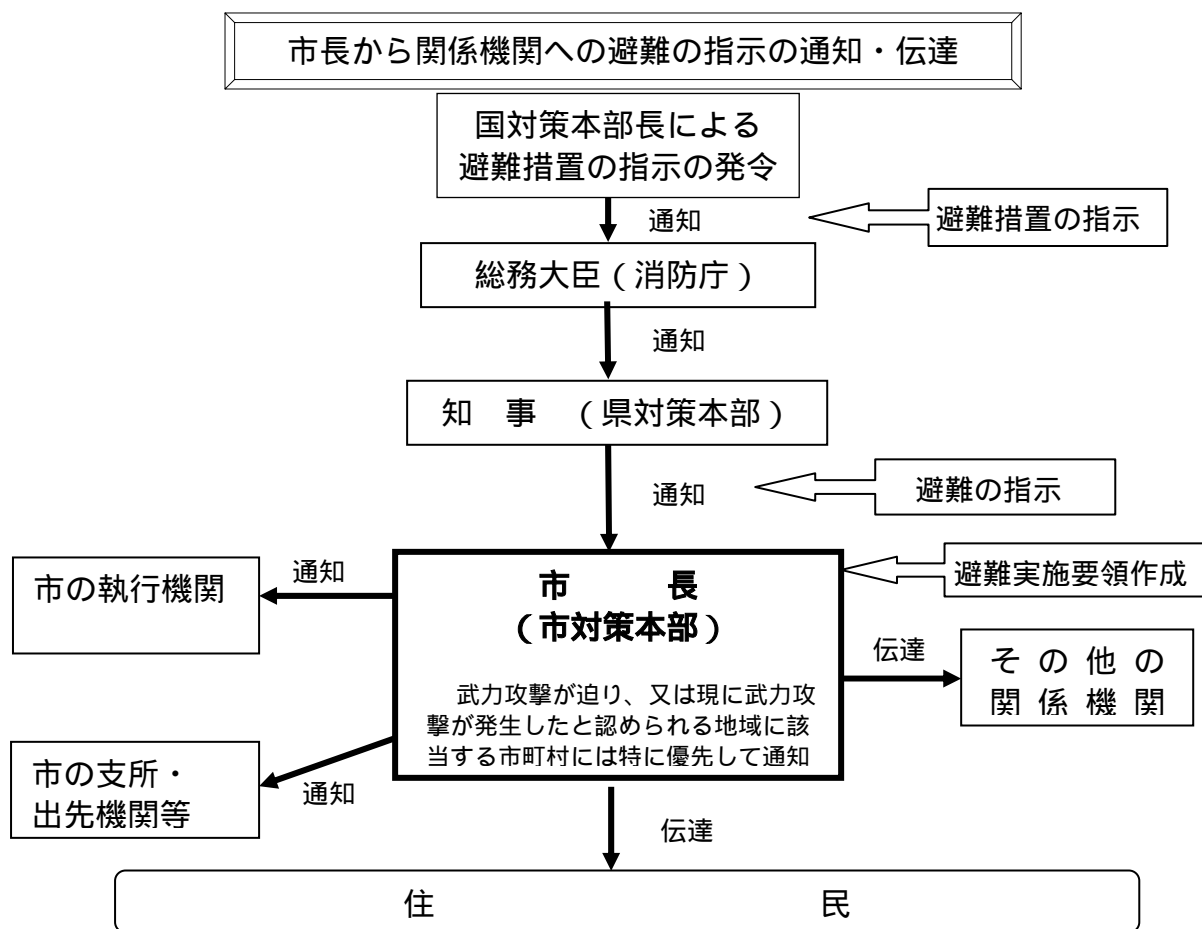 市長から関係機関への避難の指示の通知・伝達
国対策本部長による
避難措置の指示の発令
通知
避難措置の指示
総務大臣（消防庁）
通知
知　事　（県対策本部）
通知
避難の指示
市　　　長
（市対策本部）
武力攻撃が迫り、又は現に武力攻
撃が発生したと認められる地域に該
当する市町村には特に優先して通知
避難実施要領作成
通知
市の執行機関
伝達
そ の 他 の
関 係 機 関
市の支所・
出先機関等
通知
伝達
住　　　　　　　　民